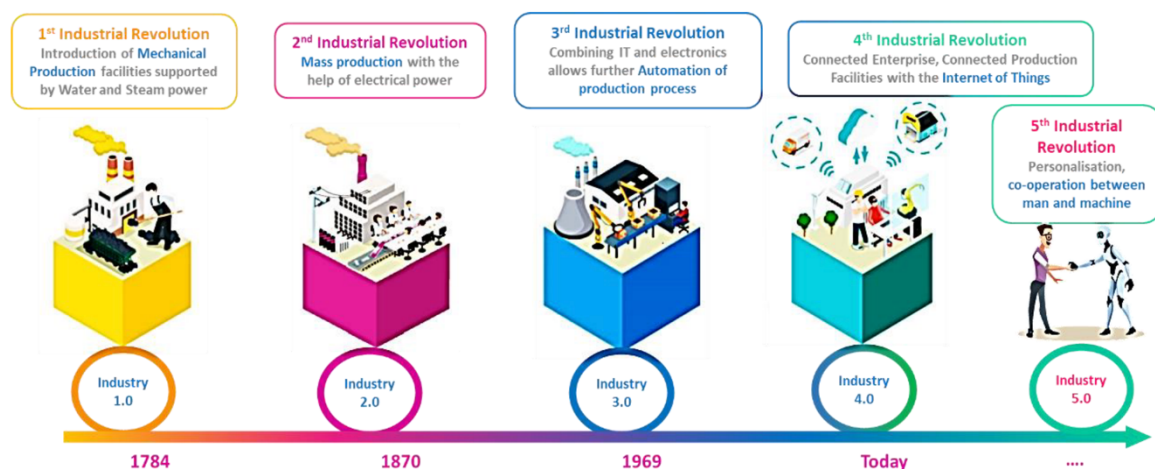 1st Industrial Revolution
Introduction of Mechanical
Production facilities supported
by Water and Steam power
2nd Industrial Revolution
Mass production with the
help of electrical power
3rd Industrial Revolution
Combining IT and electronics
allows further Automation of
production process
4th Industrial Revolution
Connected Enterprise, Connected Production
Facilities with the Internet of Things
5th Industrial
Revolution
Personalisation,
co-operation between
man and machine
Industry
1.0
Industry
2.0
Industry
3.0
Industry
4.0
Industry
5.0
1784
1870
1969
Today
....